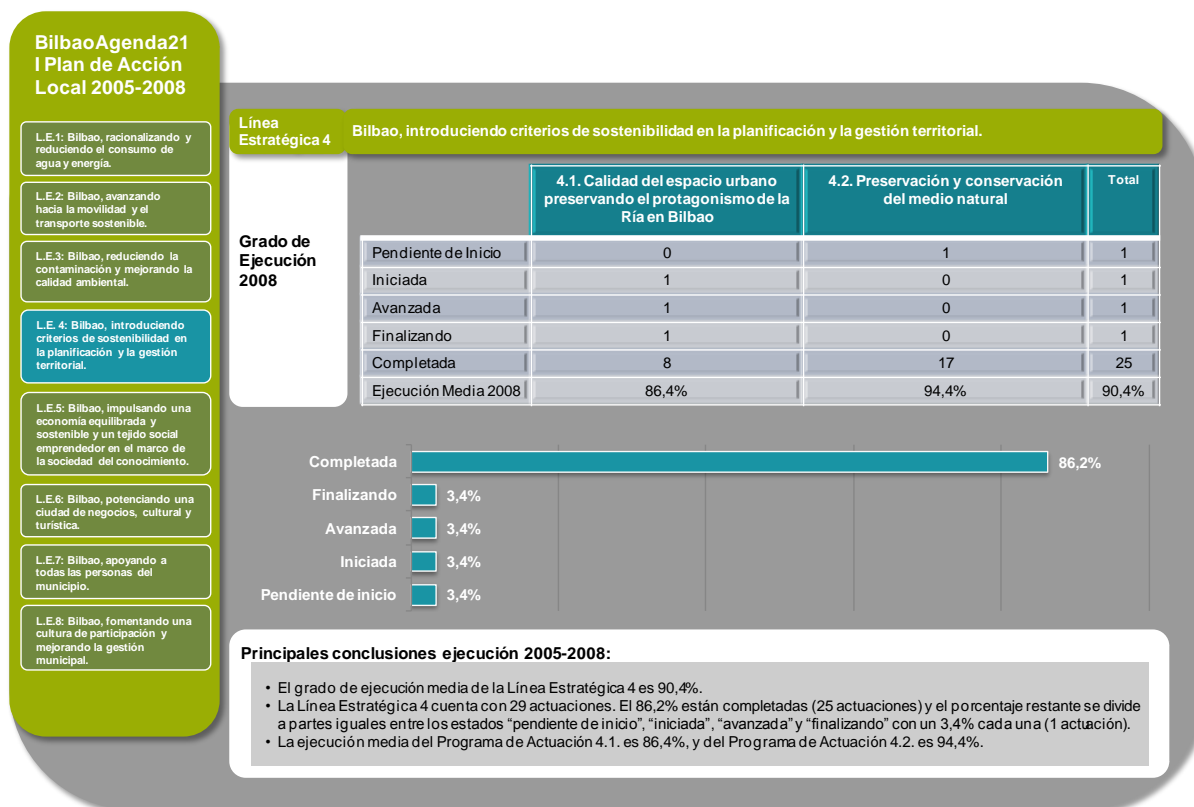 BilbaoAgenda21
I Plan de Acción
Local 2005-2008
L.E.1: Bilbao, racionalizando y
reduciendo el consumo de
agua y energía.
L.E.2: Bilbao, avanzando
hacia la movilidad y el
transporte sostenible.
L.E.3: Bilbao, reduciendo la
contaminación y mejorando la
calidad ambiental.
L.E. 4: Bilbao, introduciendo
criterios de sostenibilidad en
la planificación y la gestión
territorial.
L.E.5: Bilbao, impulsando una
economía equilibrada y
sostenible y un tejido social
emprendedor en el marco de
la sociedad del conocimiento.
L.E.6: Bilbao, potenciando una
ciudad de negocios, cultural y
turística.
L.E.7: Bilbao, apoyando a
todas las personas del
municipio.
L.E.8: Bilbao, fomentando una
cultura de participación y
mejorando la gestión
municipal.
Línea
Estratégica 4
Bilbao, introduciendo criterios de sostenibilidad en la planificación y la gestión territorial.
Grado de
Ejecución
2008
4.1. Calidad del espacio urbano
preservando el protagonismo de la
Ría en Bilbao
4.2. Preservación y conservación
del medio natural
Total
Pendiente de Inicio 0 1 1
Iniciada 1 0 1
Avanzada 1 0 1
Finalizando 1 0 1
Completada 8 17 25
Ejecución Media 2008 86,4% 94,4% 90,4%
Completada 86,2%
Finalizando 3,4%
Avanzada 3,4%
Iniciada 3,4%
Pendiente de inicio 3,4%
Principales conclusiones ejecución 2005-2008:
• El grado de ejecución media de la Línea Estratégica 4 es 90,4%.
• La Línea Estratégica 4 cuenta con 29 actuaciones. El 86,2% están completadas (25 actuaciones) y el porcentaje restante se divide
a partes iguales entre los estados "pendiente de inicio", "iniciada", "avanzada" y "finalizando" con un 3,4% cada una (1 actuación).
• La ejecución media del Programa de Actuación 4.1. es 86,4%, y del Programa de Actuación 4.2. es 94,4%.